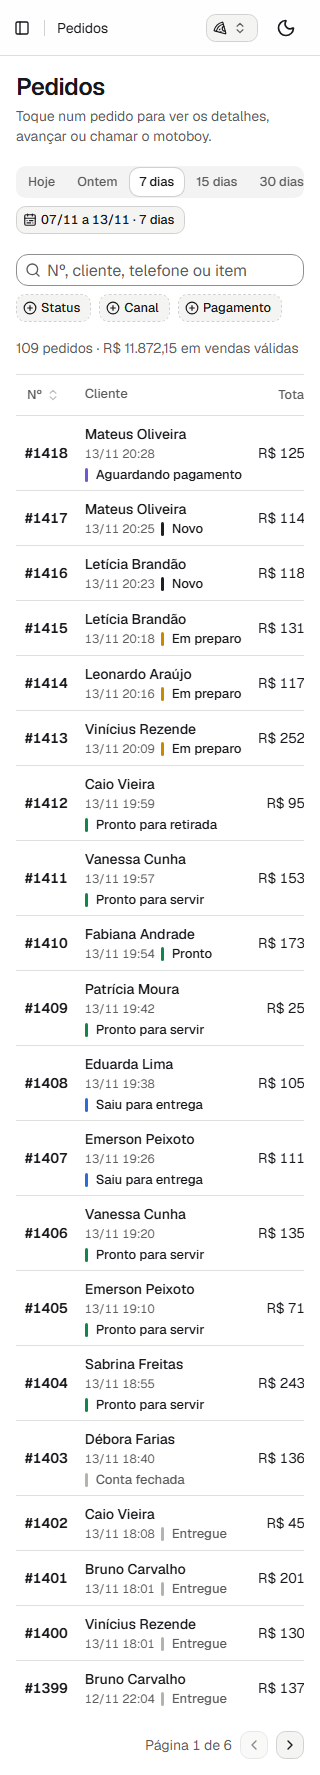 Pedidos
Pedidos
Toque num pedido para ver os detalhes,
avançar ou chamar o motoboy.
Hoje Ontem 7 dias 15 dias 30 dias
07/11 a 13/11 · 7 dias
Nº, cliente, telefone ou item
Status Canal Pagamento
109 pedidos · R$ 11.872,15 em vendas válidas
Nº Cliente Tota
Mateus Oliveira
#1418 13/11 20:28 R$ 125
Aguardando pagamento
Mateus Oliveira
#1417 13/11 20:25 Novo R$ 114
Letícia Brandão
#1416 13/11 20:23 Novo R$ 118
Letícia Brandão
#1415 13/11 20:18 Em preparo R$ 131
Leonardo Araújo
#1414 13/11 20:16 Em preparo R$ 117
Vinícius Rezende
#1413 13/11 20:09 Em preparo R$ 252
Caio Vieira
#1412 13/11 19:59 R$ 95
Pronto para retirada
Vanessa Cunha
#1411 13/11 19:57 R$ 153
Pronto para servir
Fabiana Andrade
#1410 13/11 19:54 Pronto R$ 173
Patrícia Moura
#1409 13/11 19:42 R$ 25
Pronto para servir
Eduarda Lima
#1408 13/11 19:38 R$ 105
Saiu para entrega
Emerson Peixoto
#1407 13/11 19:26 R$ 111
Saiu para entrega
Vanessa Cunha
#1406 13/11 19:20 R$ 135
Pronto para servir
Emerson Peixoto
#1405 13/11 19:10 R$ 71
Pronto para servir
Sabrina Freitas
#1404 13/11 18:55 R$ 243
Pronto para servir
Débora Farias
#1403 13/11 18:40 R$ 136
Conta fechada
Caio Vieira
#1402 13/11 18:08 Entregue R$ 45
Bruno Carvalho
#1401 13/11 18:01 Entregue R$ 201
Vinícius Rezende
#1400 13/11 18:01 Entregue R$ 130
Bruno Carvalho
#1399 12/11 22:04 Entregue R$ 137
Página 1 de 6